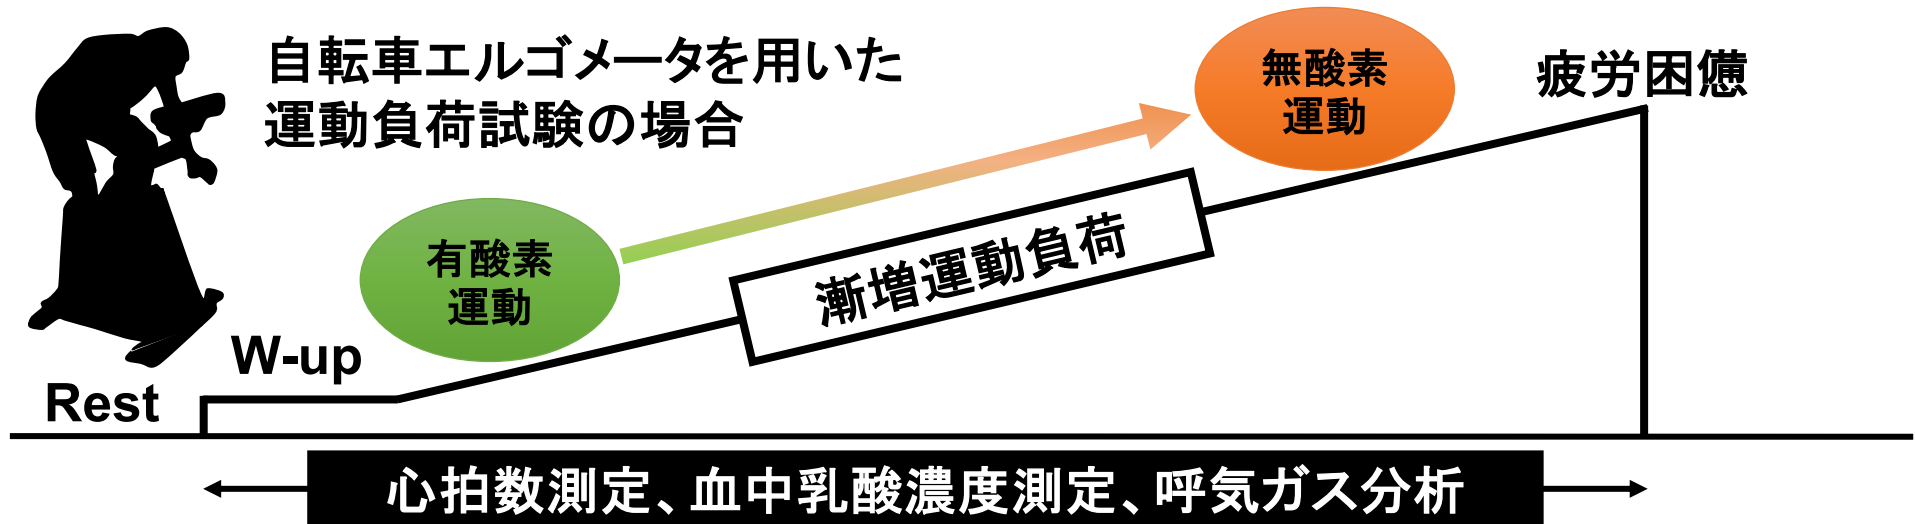 自転車エルゴメータを用いた
運動負荷試験の場合
無酸素
運動
疲労困憊
有酸素
運動
漸増運動負荷
W-up
Rest
心拍数測定、血中乳酸濃度測定、呼気ガス分析